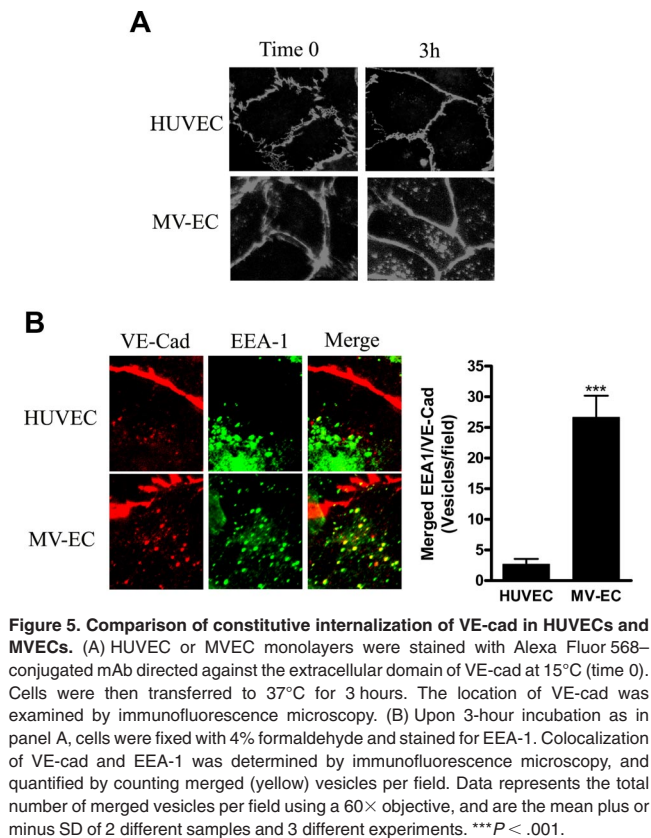 A
Time 0 3h
HUVEC
MV-EC
B
VE-Cad EEA-1 Merge
HUVEC
MV-EC
Merged EEA1/VE-Cad
(Vesicles/field)
35
30
25
20
15
10
5
0
***
HUVEC MV-EC
Figure 5. Comparison of constitutive internalization of VE-cad in HUVECs and
MVECs. (A) HUVEC or MVEC monolayers were stained with Alexa Fluor 568–
conjugated mAb directed against the extracellular domain of VE-cad at 15°C (time 0).
Cells were then transferred to 37°C for 3 hours. The location of VE-cad was
examined by immunofluorescence microscopy. (B) Upon 3-hour incubation as in
panel A, cells were fixed with 4% formaldehyde and stained for EEA-1. Colocalization
of VE-cad and EEA-1 was determined by immunofluorescence microscopy, and
quantified by counting merged (yellow) vesicles per field. Data represents the total
number of merged vesicles per field using a 60× objective, and are the mean plus or
minus SD of 2 different samples and 3 different experiments. ***P < .001.